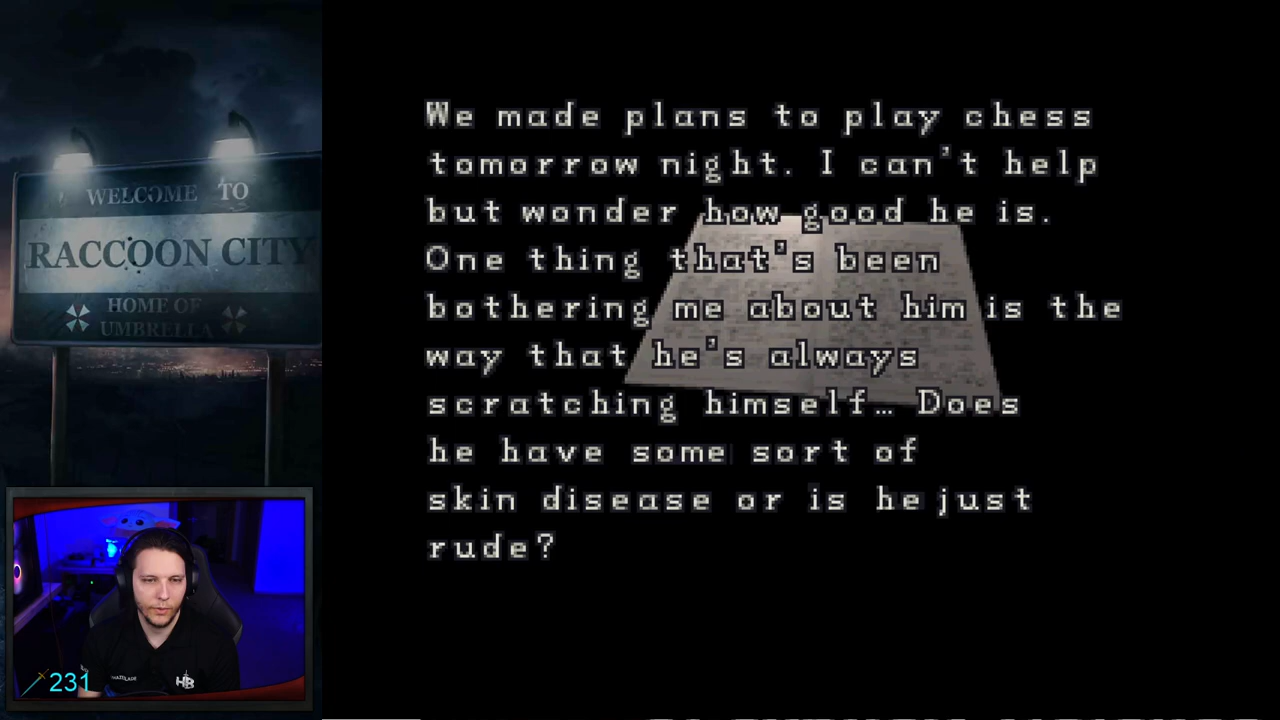 WELCOME TO
RACCOON CITY
HOME OF
UMBRELLA
We made plans to play chess
tomorrow night. I can't help
but wonder how good he is.
One thing that's been
bothering me about him is the
way that he's always
scratching himself… Does
he have some sort of
skin disease or is he just
rude?
HB
231